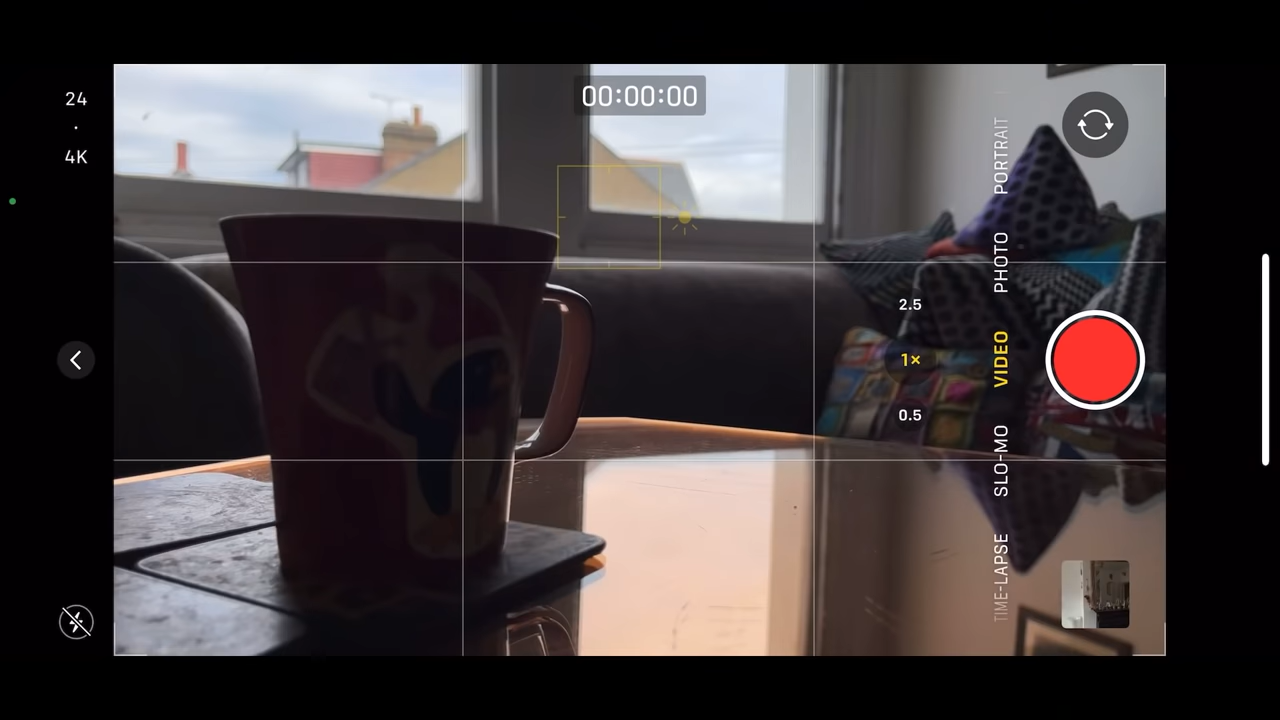 24
·
4K
00:00:00
2.5
1×
0.5
PORTRAIT
PHOTO
VIDEO
SLO-MO
TIME-LAPSE